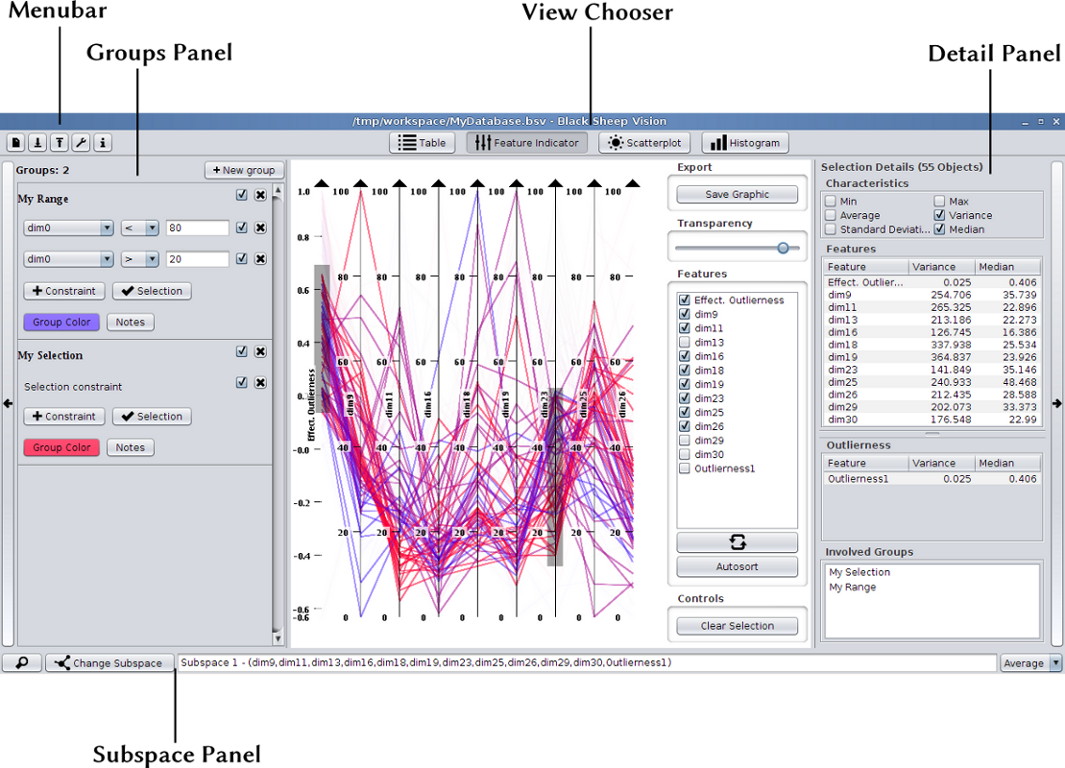 Menubar
View Chooser
Groups Panel
Detail Panel
/tmp/workspace/MyDatabase.bsv - Black Sheep Vision
Table
Feature Indicator
Scatterplot
Histogram
Groups: 2
+ New group
My Range
dim0 < 80
dim0 > 20
+ Constraint
Selection
Group Color
Notes
My Selection
Selection constraint
+ Constraint
Selection
Group Color
Notes
1.0 100 100 100 100 100 100 100 100
0.8
0.6 80 80 80 80 80 80 80 80
0.4
60 60 60 60 60 60 60 60
Effect. Outlierness
dim9
dim11
dim16
dim18
dim19
dim23
dim25
dim26
-0.0 40 40 40 40 40 40 40 40
-0.2
20 20 20 20 20 20 20 20
-0.4
-0.6
-0.6 0 0 0 0 0 0 0 0
Export
Save Graphic
Transparency
Features
Effect. Outlierness
dim9
dim11
dim13
dim16
dim18
dim19
dim23
dim25
dim26
dim29
dim30
Outlierness1
Autosort
Controls
Clear Selection
Selection Details (55 Objects)
Characteristics
Min Max
Average Variance
Standard Deviati... Median
Features
Feature Variance Median
Effect. Outlier... 0.025 0.406
dim9 254.706 35.739
dim11 265.325 22.896
dim13 213.186 22.273
dim16 126.745 16.386
dim18 337.938 25.534
dim19 364.837 23.926
dim23 141.849 35.146
dim25 240.933 48.468
dim26 212.435 28.588
dim29 202.073 33.373
dim30 176.548 22.99
Outlierness
Feature Variance Median
Outlierness1 0.025 0.406
Involved Groups
My Selection
My Range
Change Subspace
Subspace 1 - (dim9,dim11,dim13,dim16,dim18,dim19,dim23,dim25,dim26,dim29,dim30,Outlierness1)
Average
Subspace Panel